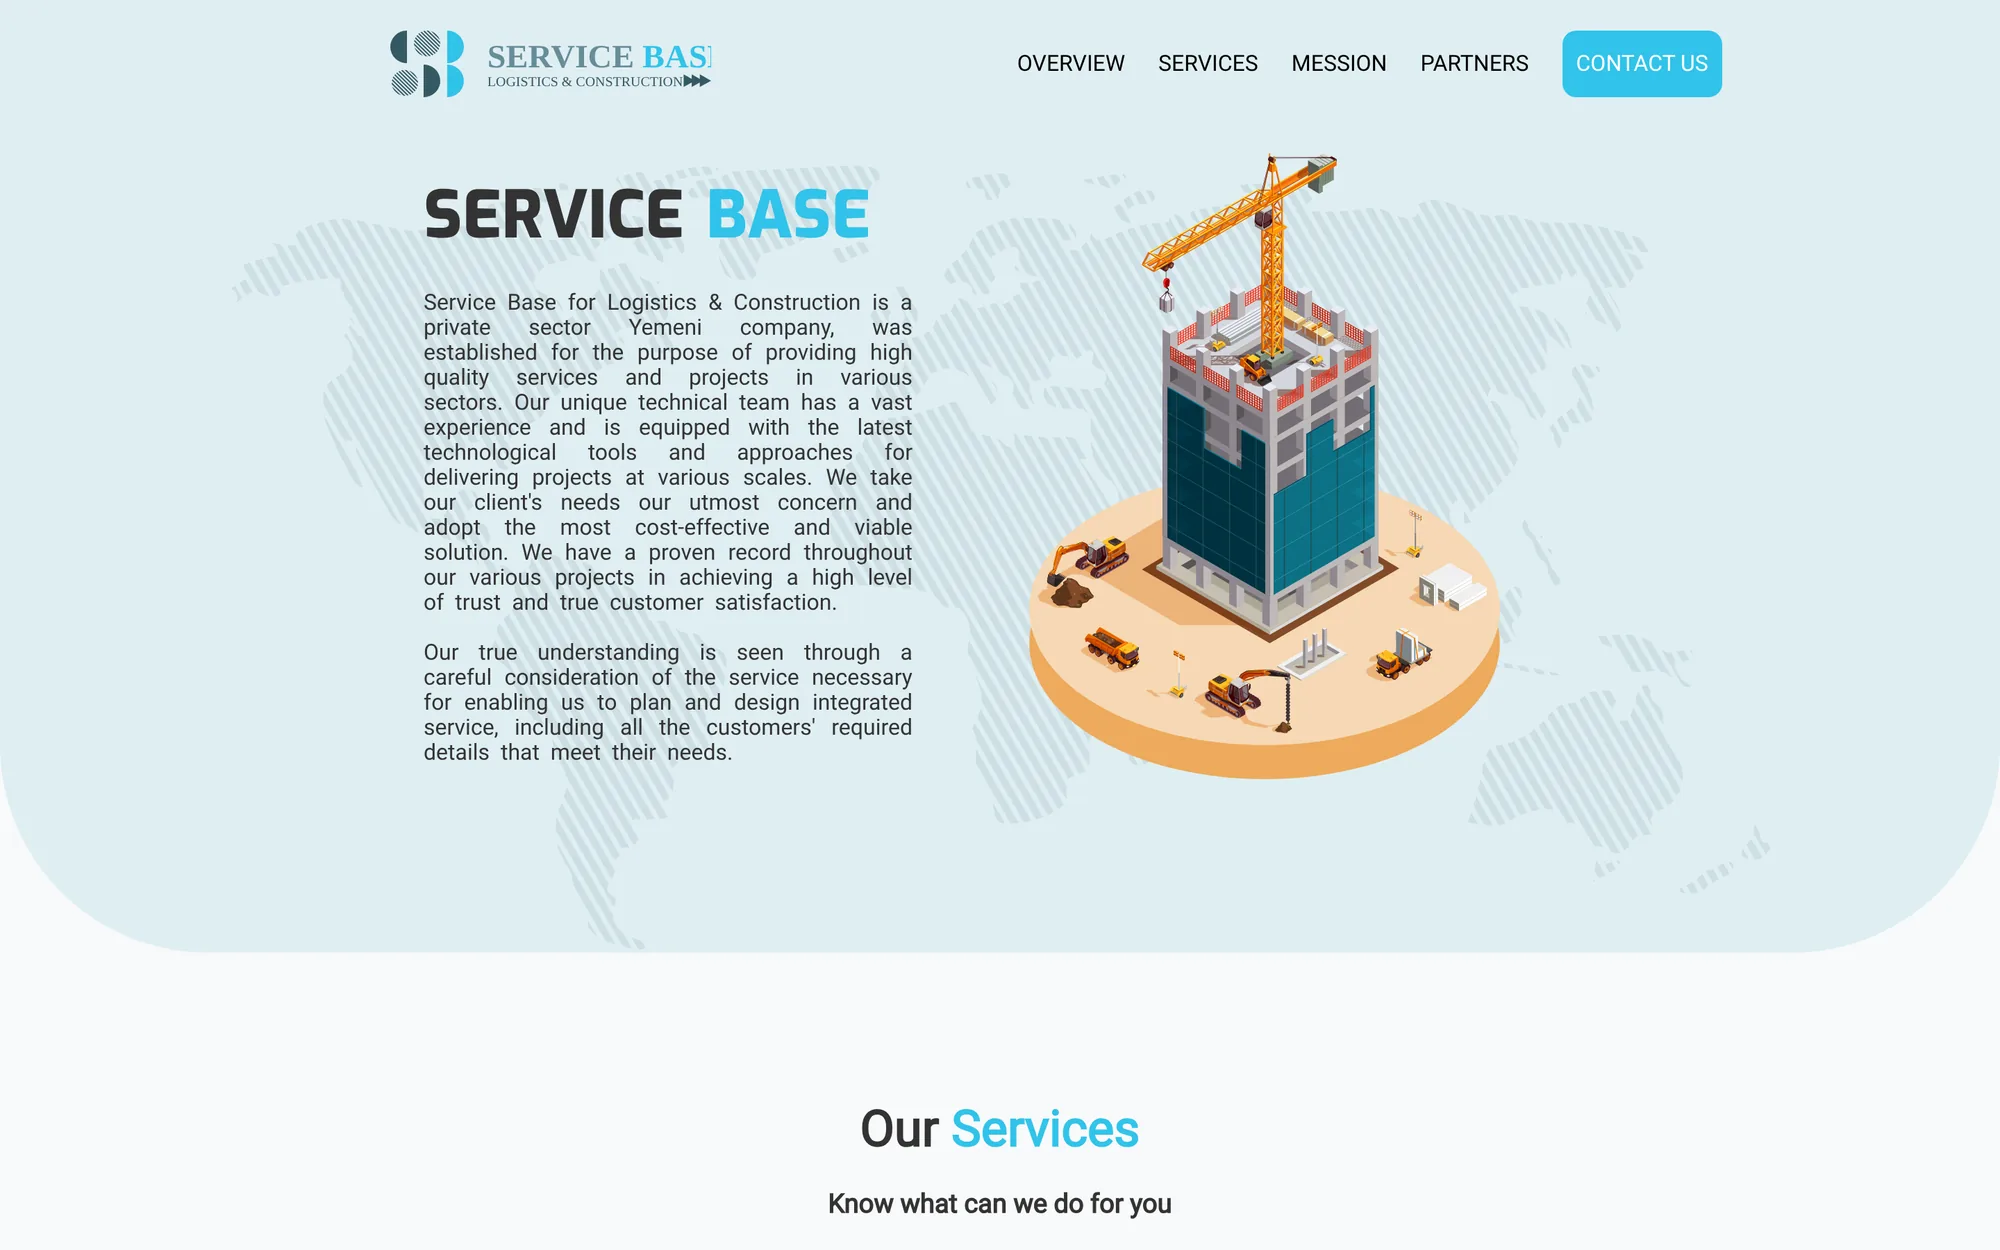 SERVICE BASE
LOGISTICS & CONSTRUCTION
OVERVIEW
SERVICES
MESSION
PARTNERS
CONTACT US
SERVICE BASE
Service Base for Logistics & Construction is a
private sector Yemeni company, was
established for the purpose of providing high
quality services and projects in various
sectors. Our unique technical team has a vast
experience and is equipped with the latest
technological tools and approaches for
delivering projects at various scales. We take
our client's needs our utmost concern and
adopt the most cost-effective and viable
solution. We have a proven record throughout
our various projects in achieving a high level
of trust and true customer satisfaction.
Our true understanding is seen through a
careful consideration of the service necessary
for enabling us to plan and design integrated
service, including all the customers' required
details that meet their needs.
Our Services
Know what can we do for you